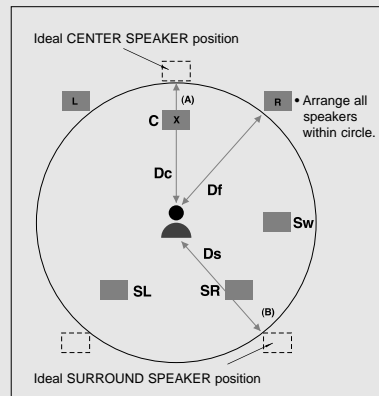 Ideal CENTER SPEAKER position
L
(A)
R
• Arrange all
speakers
within circle.
C
X
Dc
Df
Sw
Ds
SL
SR
(B)
Ideal SURROUND SPEAKER position